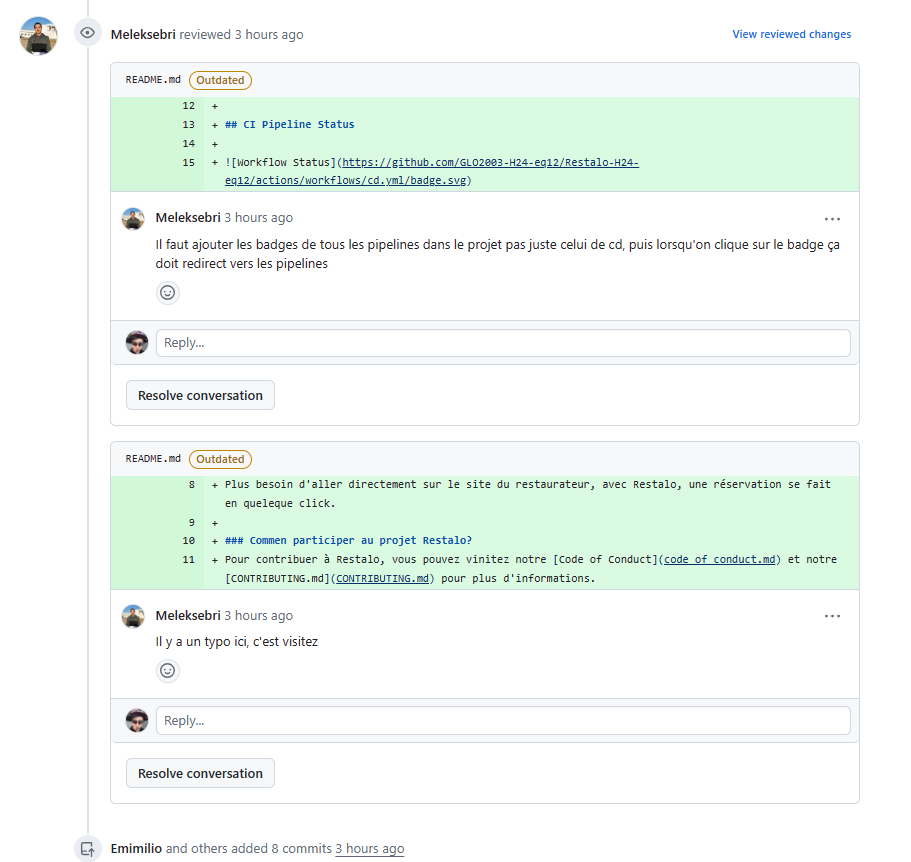 Meleksebri reviewed 3 hours ago
View reviewed changes
README.md Outdated
12 +
13 + ## CI Pipeline Status
14 +
15 + ![Workflow Status](https://github.com/GLO2003-H24-eq12/Restalo-H24-
eq12/actions/workflows/cd.yml/badge.svg)
Meleksebri 3 hours ago
Il faut ajouter les badges de tous les pipelines dans le projet pas juste celui de cd, puis lorsqu'on clique sur le badge ça
doit redirect vers les pipelines
Reply...
Resolve conversation
README.md Outdated
8 + Plus besoin d'aller directement sur le site du restaurateur, avec Restalo, une réservation se fait
en queleque click.
9 +
10 + ### Commen participer au projet Restalo?
11 + Pour contribuer à Restalo, vous pouvez vinitez notre [Code of Conduct](code_of_conduct.md) et notre
[CONTRIBUTING.md](CONTRIBUTING.md) pour plus d'informations.
Meleksebri 3 hours ago
Il y a un typo ici, c'est visitez
Reply...
Resolve conversation
Emimilio and others added 8 commits 3 hours ago